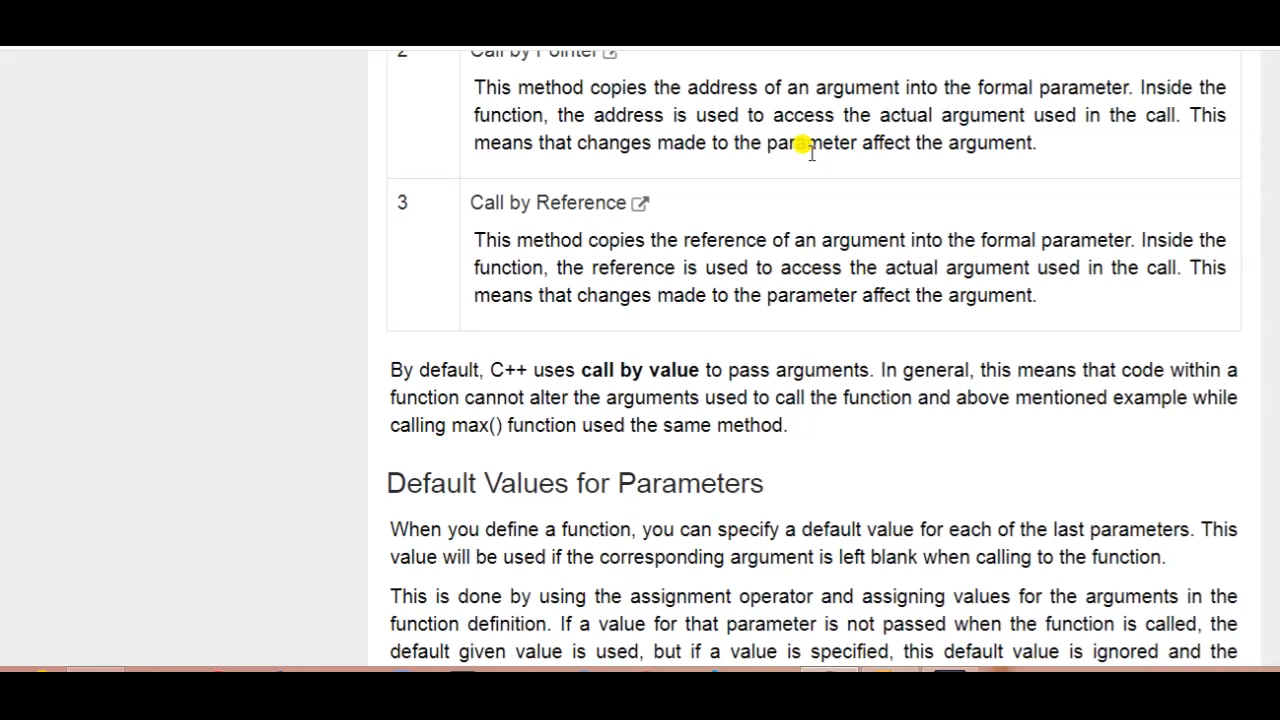 2 Call by Pointer
This method copies the address of an argument into the formal parameter. Inside the
function, the address is used to access the actual argument used in the call. This
means that changes made to the parameter affect the argument.
3 Call by Reference
This method copies the reference of an argument into the formal parameter. Inside the
function, the reference is used to access the actual argument used in the call. This
means that changes made to the parameter affect the argument.
By default, C++ uses call by value to pass arguments. In general, this means that code within a
function cannot alter the arguments used to call the function and above mentioned example while
calling max() function used the same method.
Default Values for Parameters
When you define a function, you can specify a default value for each of the last parameters. This
value will be used if the corresponding argument is left blank when calling to the function.
This is done by using the assignment operator and assigning values for the arguments in the
function definition. If a value for that parameter is not passed when the function is called, the
default given value is used, but if a value is specified, this default value is ignored and the